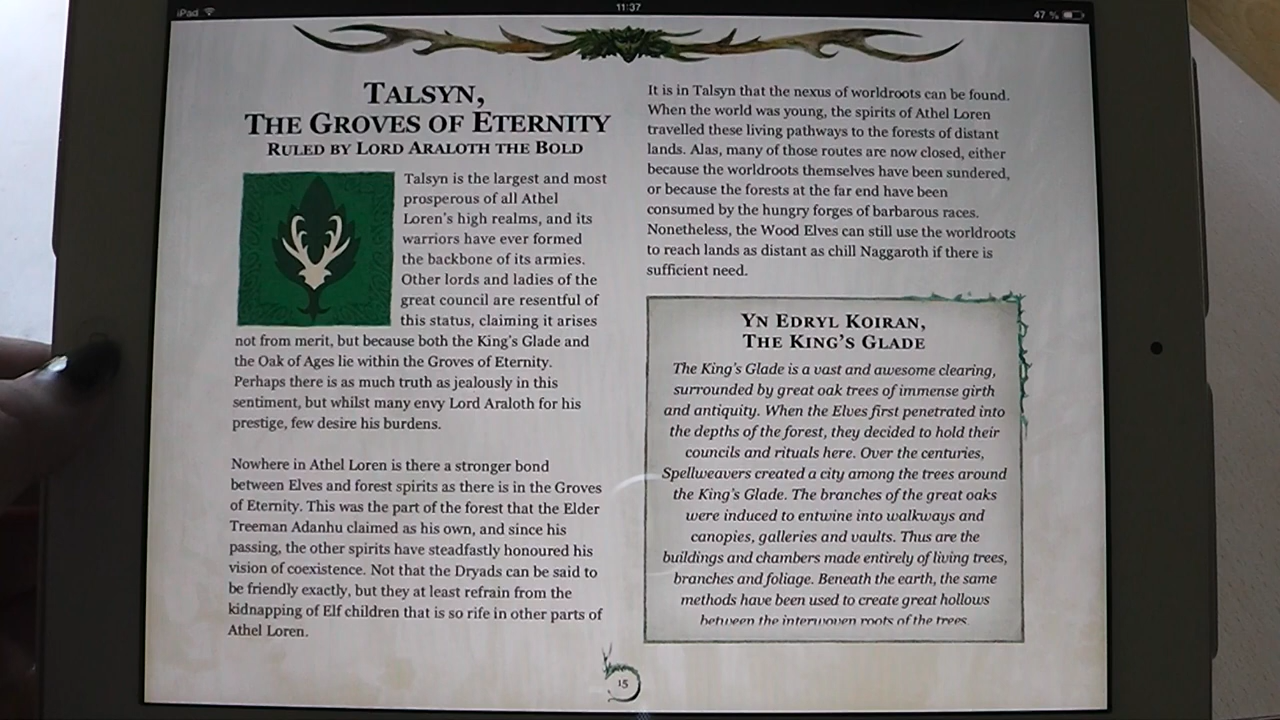 iPad
11:37
47 %
TALSYN,
THE GROVES OF ETERNITY
RULED BY LORD ARALOTH THE BOLD
Talsyn is the largest and most
prosperous of all Athel
Loren's high realms, and its
warriors have ever formed
the backbone of its armies.
Other lords and ladies of the
great council are resentful of
this status, claiming it arises
not from merit, but because both the King's Glade and
the Oak of Ages lie within the Groves of Eternity.
Perhaps there is as much truth as jealously in this
sentiment, but whilst many envy Lord Araloth for his
prestige, few desire his burdens.
Nowhere in Athel Loren is there a stronger bond
between Elves and forest spirits as there is in the Groves
of Eternity. This was the part of the forest that the Elder
Treeman Adanhu claimed as his own, and since his
passing, the other spirits have steadfastly honoured his
vision of coexistence. Not that the Dryads can be said to
be friendly exactly, but they at least refrain from the
kidnapping of Elf children that is so rife in other parts of
Athel Loren.
It is in Talsyn that the nexus of worldroots can be found.
When the world was young, the spirits of Athel Loren
travelled these living pathways to the forests of distant
lands. Alas, many of those routes are now closed, either
because the worldroots themselves have been sundered,
or because the forests at the far end have been
consumed by the hungry forges of barbarous races.
Nonetheless, the Wood Elves can still use the worldroots
to reach lands as distant as chill Naggaroth if there is
sufficient need.
YN EDRYL KOIRAN,
THE KING'S GLADE
The King's Glade is a vast and awesome clearing,
surrounded by great oak trees of immense girth
and antiquity. When the Elves first penetrated into
the depths of the forest, they decided to hold their
councils and rituals here. Over the centuries,
Spellweavers created a city among the trees around
the King's Glade. The branches of the great oaks
were induced to entwine into walkways and
canopies, galleries and vaults. Thus are the
buildings and chambers made entirely of living trees,
branches and foliage. Beneath the earth, the same
methods have been used to create great hollows
between the interwoven roots of the trees.
15